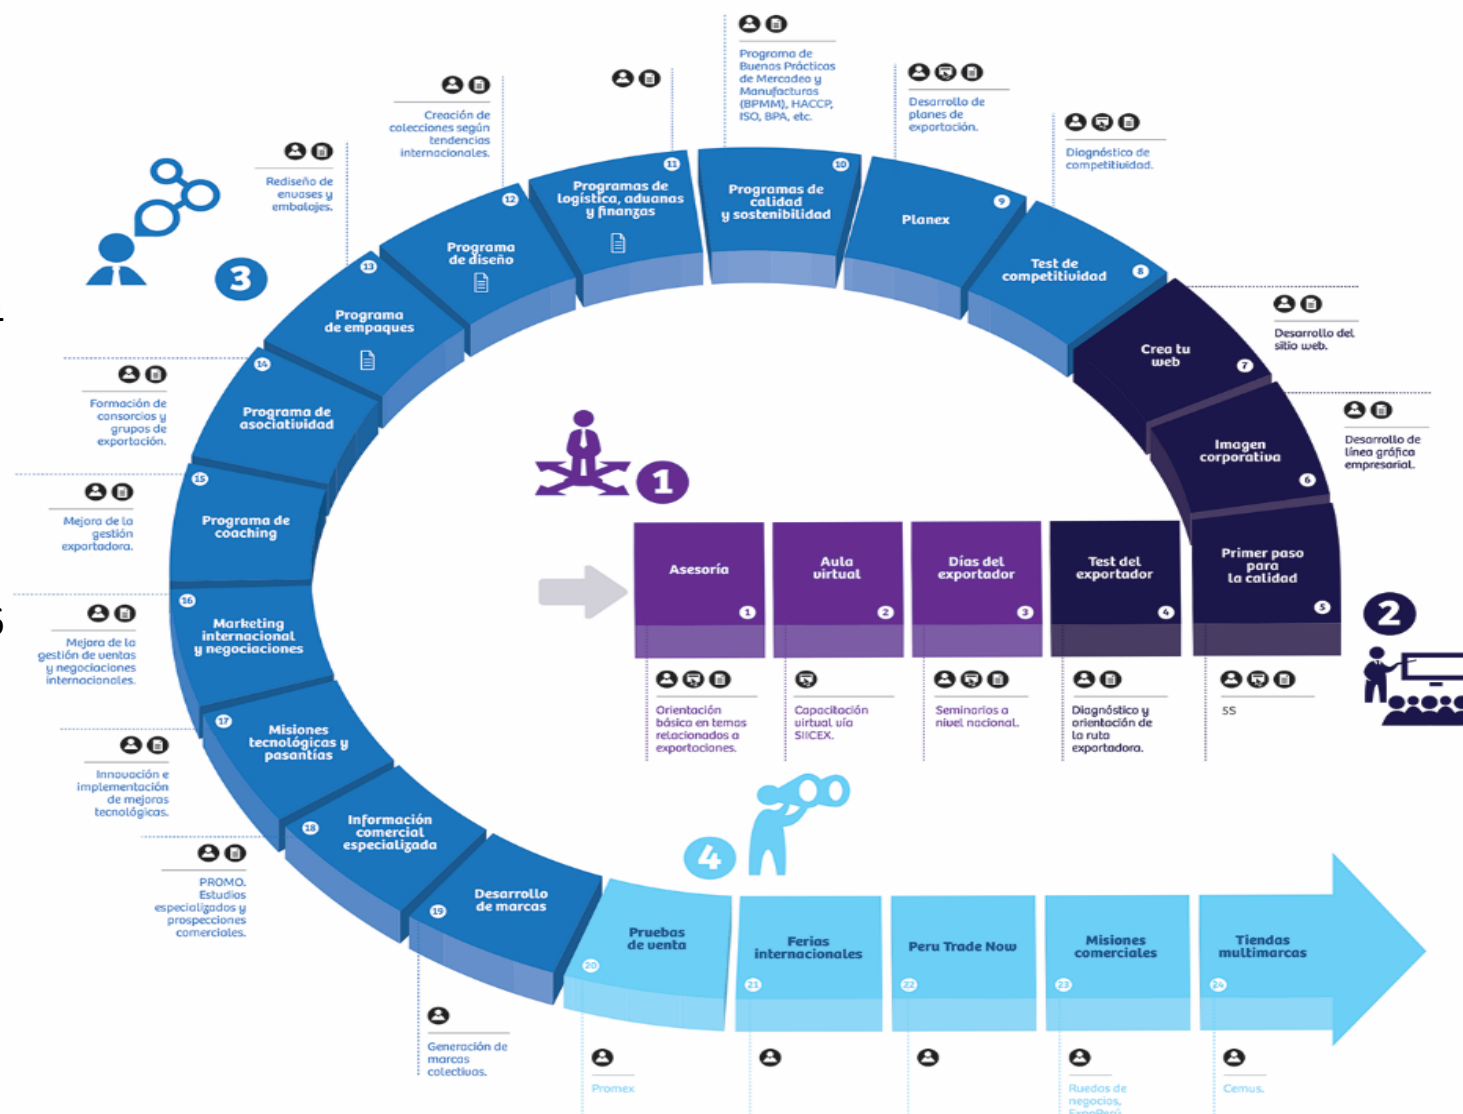 Programa de
Buenas Prácticas
de Mercadeo y
Manufacturas
(BPMM), HACCP,
ISO, BPA, etc.
Desarrollo de
planes de
exportación.
Diagnóstico de
competitividad.
Creación de
colecciones según
tendencias
internacionales.
Rediseño de
envases y
embalajes.
3
11
Programas de
logística, aduanas
y finanzas
10
Programas de
calidad
y sostenibilidad
9
Planex
8
Test de
competitividad
12
Programa
de diseño
13
Programa
de empaques
7
Crea tu
web
Desarrollo del
sitio web.
6
Imagen
corporativa
Desarrollo de
línea gráfica
empresarial.
14
Programa de
asociatividad
Formación de
consorcios y
grupos de
exportación.
15
Programa de
coaching
Mejora de la
gestión
exportadora.
1
Asesoría
1
Aula
virtual
2
Días del
exportador
3
Test del
exportador
4
Primer paso
para
la calidad
5
2
Orientación
básica en temas
relacionados a
exportaciones.
Capacitación
virtual vía
SIICEX.
Seminarios a
nivel nacional.
Diagnóstico y
orientación de
la ruta
exportadora.
5S
16
Marketing
internacional
y negociaciones
Mejora de la
gestión de ventas
y negociaciones
internacionales.
17
Misiones
tecnológicas y
pasantías
Innovación e
implementación
de mejoras
tecnológicas.
18
Información
comercial
especializada
PROMO.
Estudios
especializados y
prospecciones
comerciales.
19
Desarrollo
de marcas
Generación de
marcas
colectivas.
4
Pruebas
de venta
20
Ferias
internacionales
21
Peru Trade Now
22
Misiones
comerciales
23
Tiendas
multimarcas
24
Promex
Ruedas de
negocios,
ExpoPerú
Cemus.